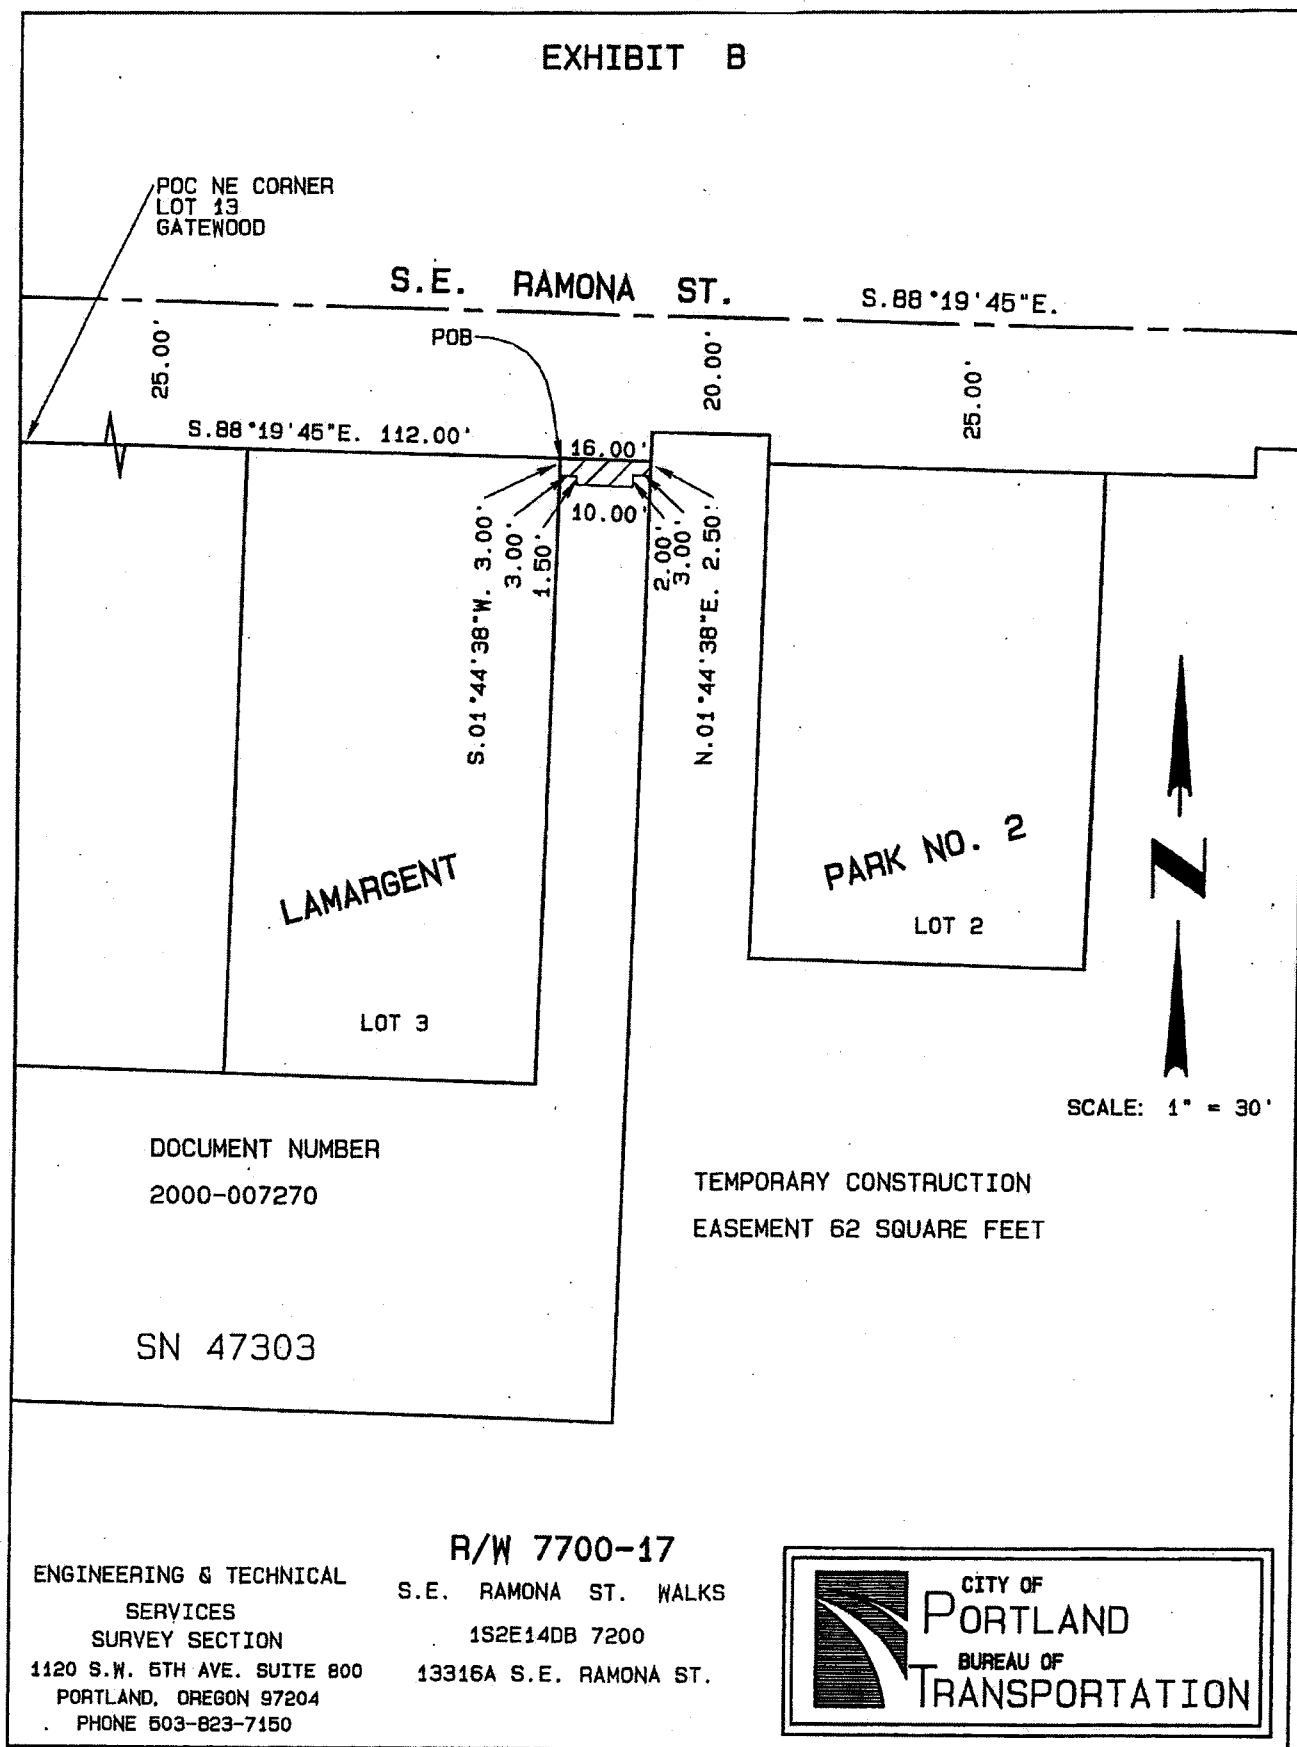 EXHIBIT B
POC NE CORNER
LOT 13
GATEWOOD
S.E. RAMONA ST.
S.88°19'45"E.
25.00'
POB
20.00'
25.00'
S.88°19'45"E. 112.00'
16.00'
10.00'
S.01°44'38"W. 3.00'
3.00'
1.50'
2.00'
3.00'
N.01°44'38"E. 2.50'
LAMARGENT
PARK NO. 2
LOT 2
LOT 3
N
SCALE: 1" = 30'
DOCUMENT NUMBER
2000-007270
TEMPORARY CONSTRUCTION
EASEMENT 62 SQUARE FEET
SN 47303
ENGINEERING & TECHNICAL
SERVICES
SURVEY SECTION
1120 S.W. 5TH AVE. SUITE 800
PORTLAND, OREGON 97204
PHONE 503-823-7150
R/W 7700-17
S.E. RAMONA ST. WALKS
1S2E14DB 7200
13316A S.E. RAMONA ST.
CITY OF
PORTLAND
BUREAU OF
TRANSPORTATION